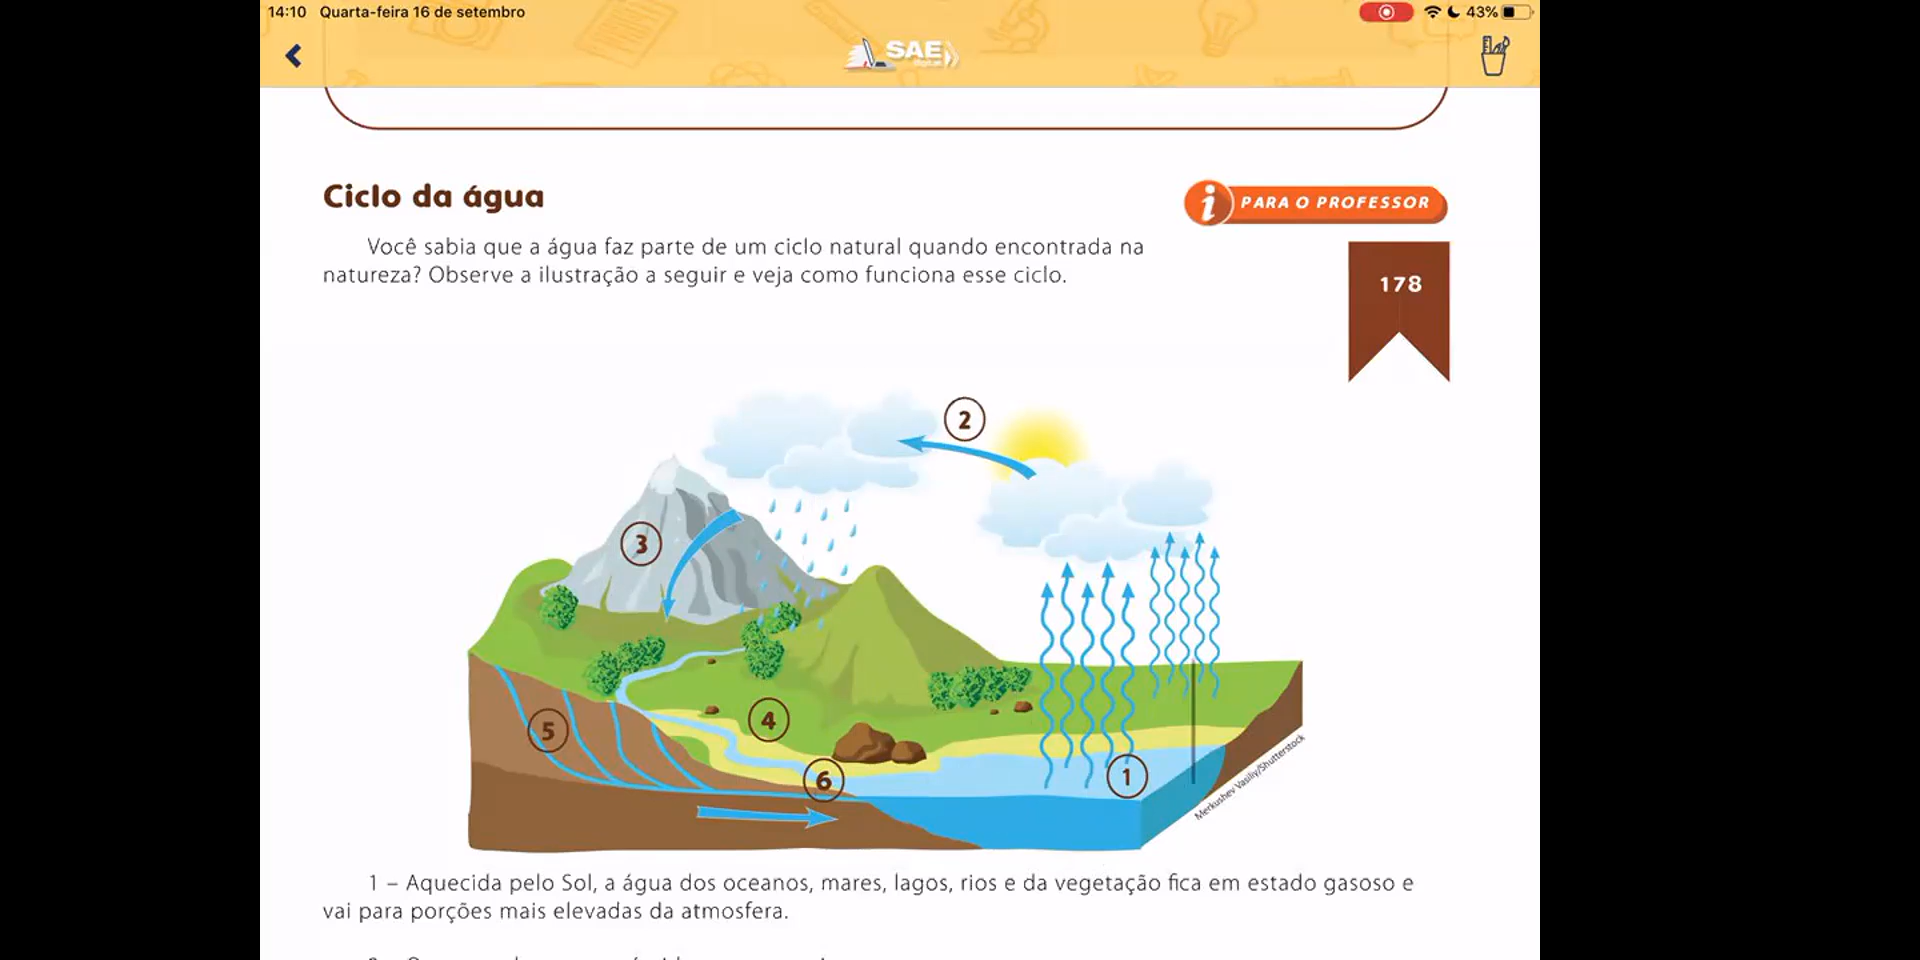 14:10 Quarta-feira 16 de setembro
43%
SAE
digital
Ciclo da água
i PARA O PROFESSOR
Você sabia que a água faz parte de um ciclo natural quando encontrada na
natureza? Observe a ilustração a seguir e veja como funciona esse ciclo.
178
2
3
5
4
6
1
Merkushev Vasiliy/Shutterstock
1 – Aquecida pelo Sol, a água dos oceanos, mares, lagos, rios e da vegetação fica em estado gasoso e
vai para porções mais elevadas da atmosfera.